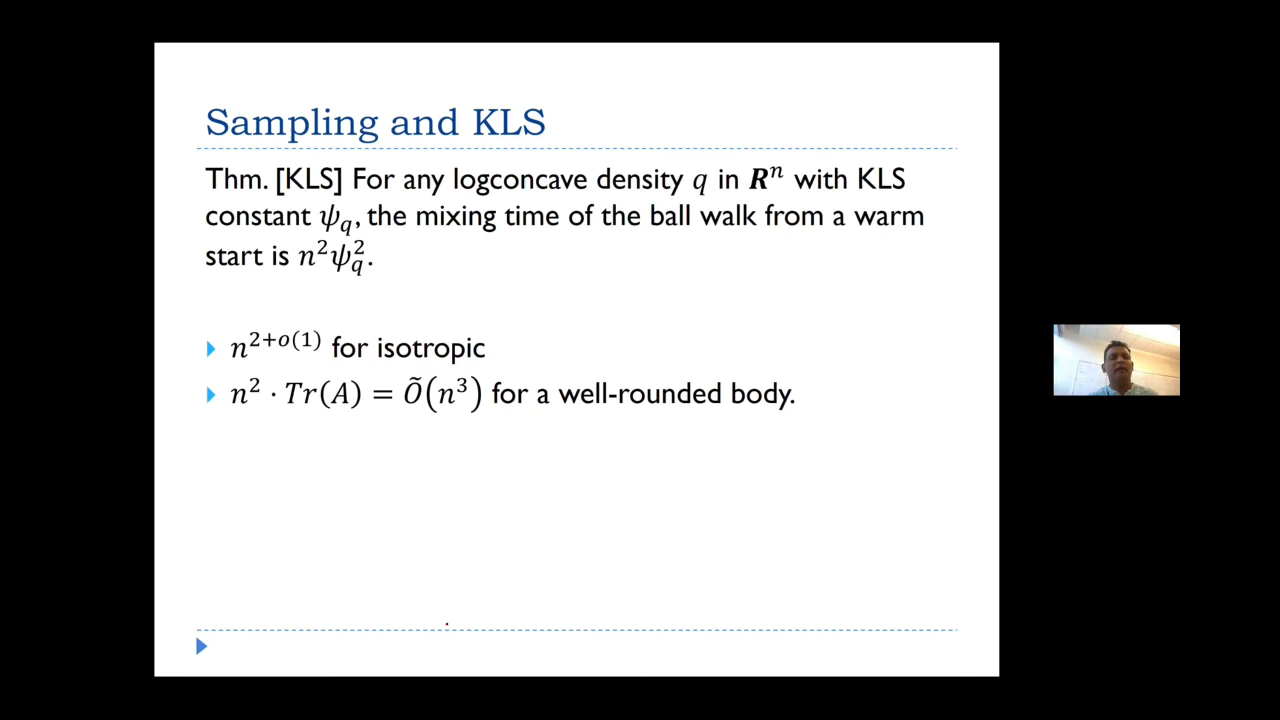 Sampling and KLS
Thm. [KLS] For any logconcave density q in Rⁿ with KLS
constant ψ_q, the mixing time of the ball walk from a warm
start is n²ψ_q².
n^{2+o(1)} for isotropic
n² · Tr(A) = Õ(n³) for a well-rounded body.